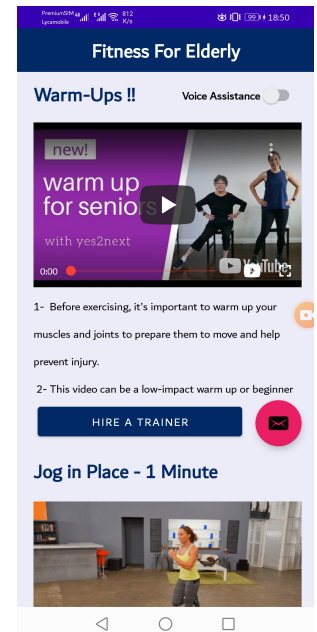 PremiumSIM 4G 812
Lycamobile K/s 99 18:50
Fitness For Elderly
Warm-Ups !!
Voice Assistance
new!
warm up
for seniors
with yes2next
0:00 YouTube
1- Before exercising, it's important to warm up your
muscles and joints to prepare them to move and help
prevent injury.
2- This video can be a low-impact warm up or beginner
HIRE A TRAINER
Jog in Place - 1 Minute